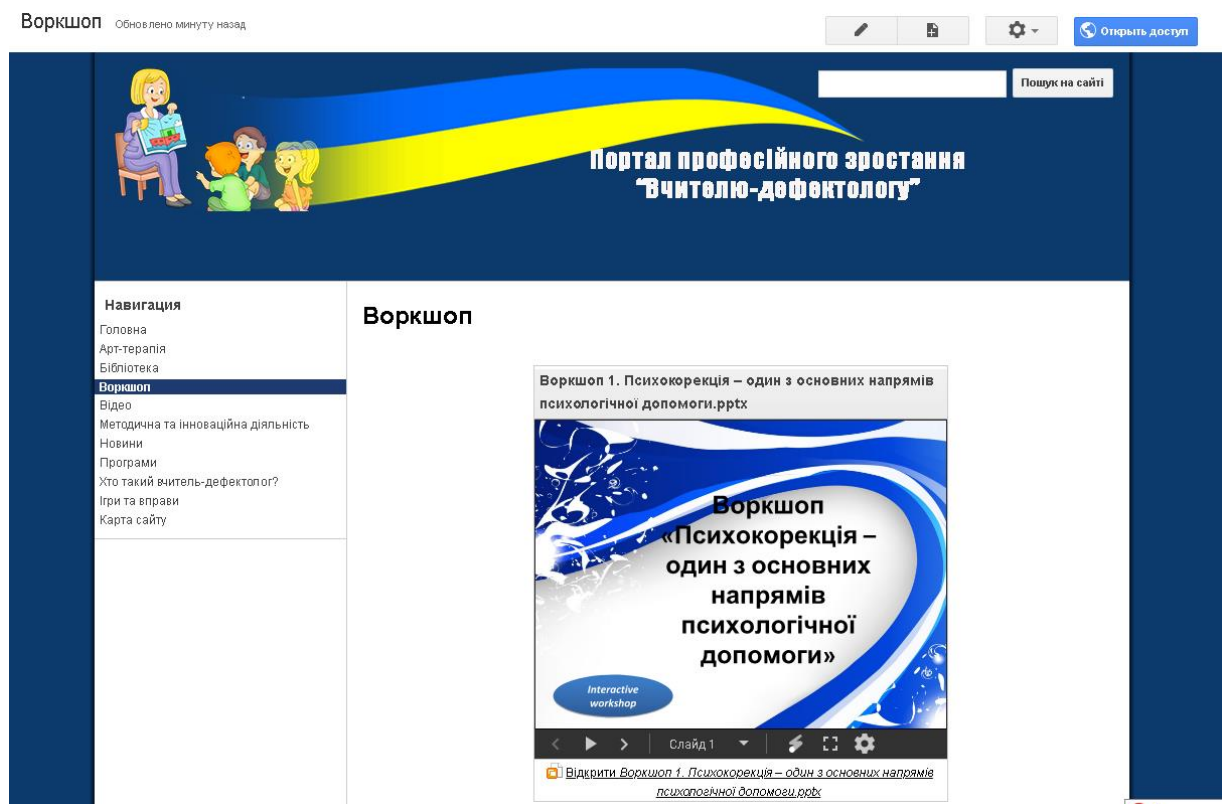 Воркшоп Обновлено минуту назад
Открыть доступ
Пошук на сайті
Портал професійного зростання
“Вчителю-дефектологу”
Навигация
Головна
Арт-терапія
Бібліотека
Воркшоп
Відео
Методична та інноваційна діяльність
Новини
Програми
Хто такий вчитель-дефектолог?
Ігри та вправи
Карта сайту
Воркшоп
Воркшоп 1. Психокорекція – один з основних напрямів
психологічної допомоги.pptx
Воркшоп
«Психокорекція –
один з основних
напрямів
психологічної
допомоги»
Interactive
workshop
Слайд 1
Відкрити Воркшоп 1. Психокорекція – один з основних напрямів
психологічної допомоги.pptx